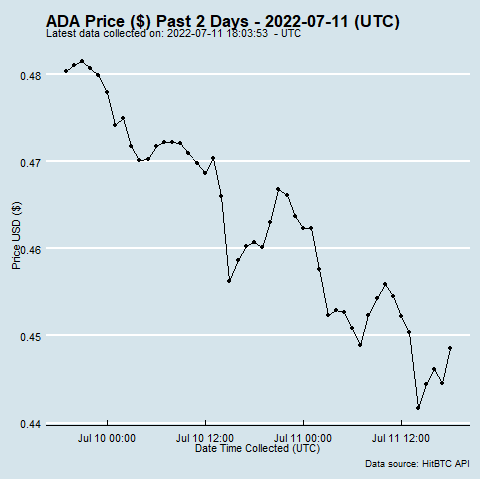 ADA Price ($) Past 2 Days - 2022-07-11 (UTC)
Latest data collected on: 2022-07-11 18:03:53 - UTC
0.48
0.47
0.46
0.45
0.44
Price USD ($)
Jul 10 00:00 Jul 10 12:00 Jul 11 00:00 Jul 11 12:00
Date Time Collected (UTC)
Data source: HitBTC API